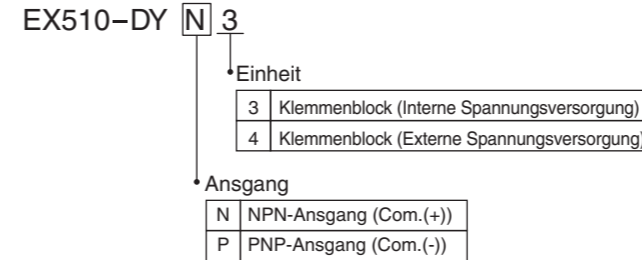 EX510-DY N 3
Einheit
3 Klemmenblock (Interne Spannungsversorgung)
4 Klemmenblock (Externe Spannungsversorgung)
Ansgang
N NPN-Ansgang (Com.(+))
P PNP-Ansgang (Com.(-))